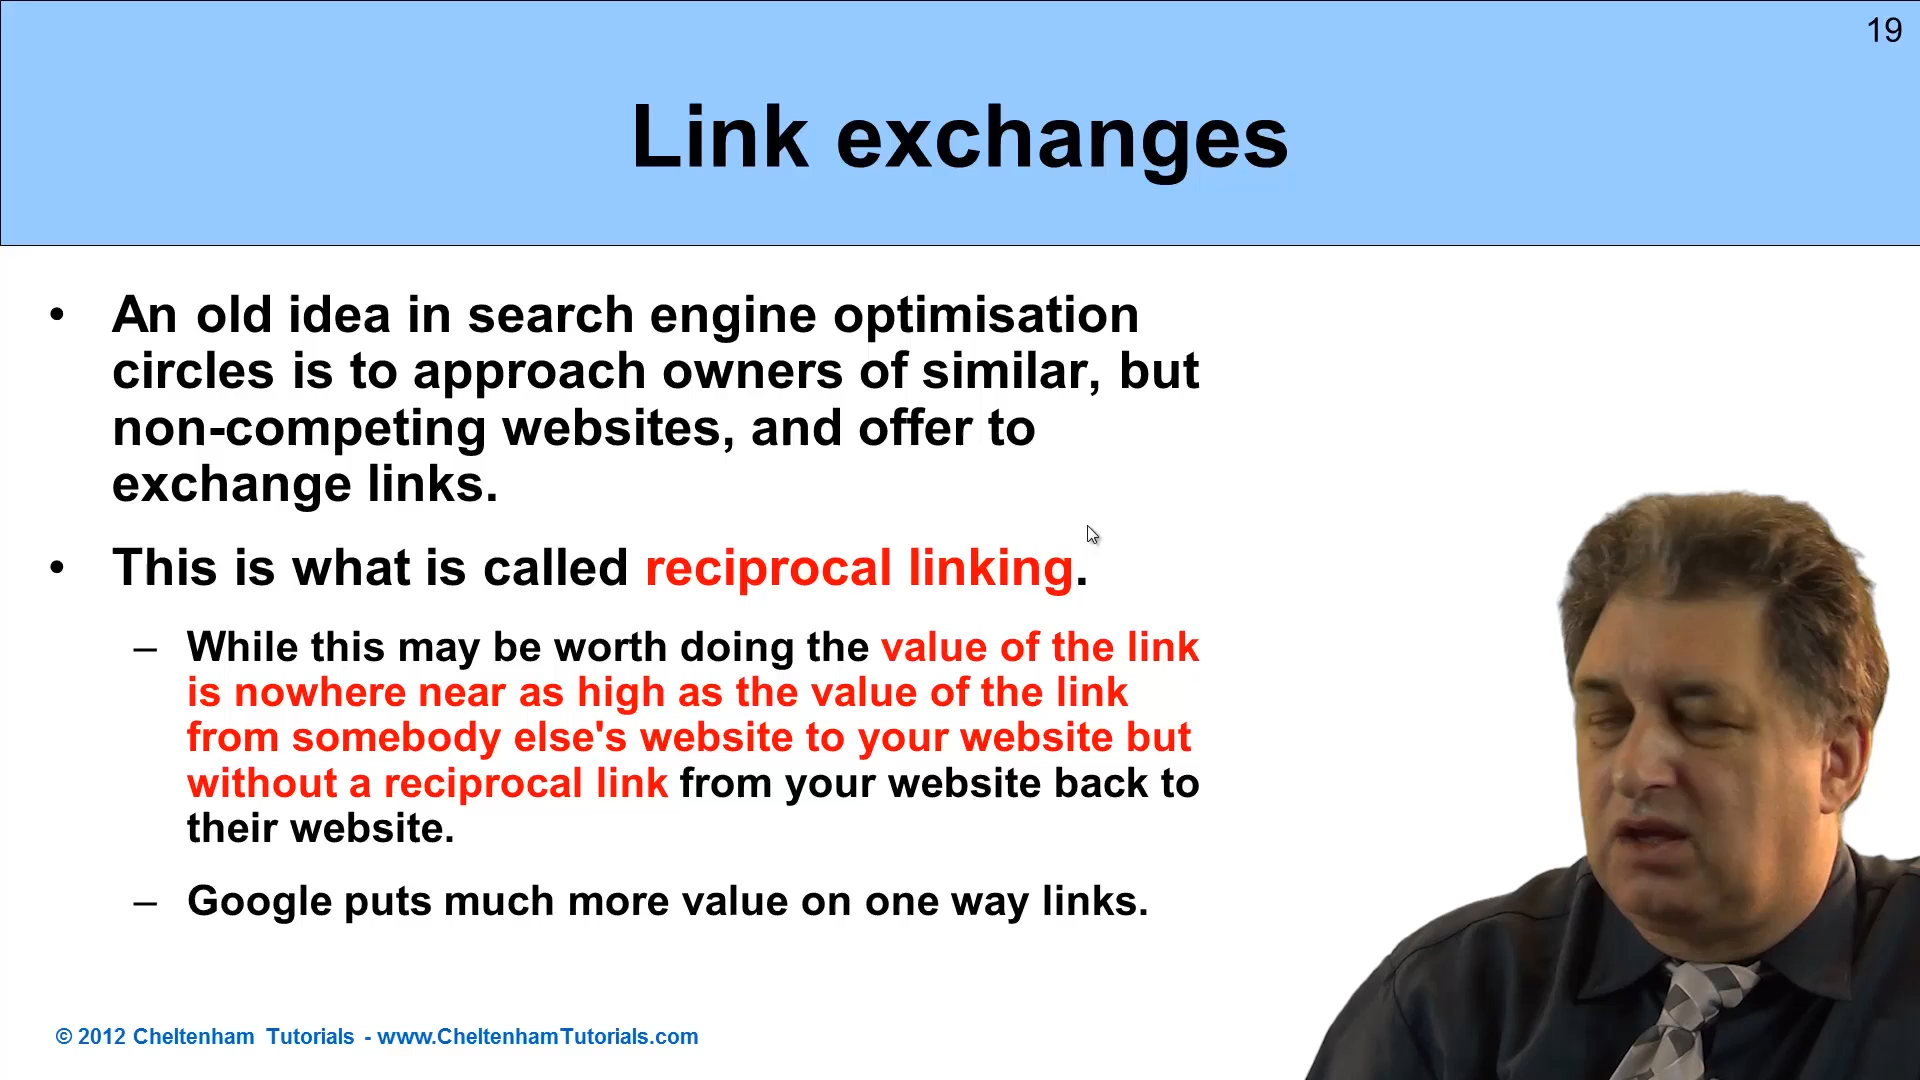 19
Link exchanges
• An old idea in search engine optimisation
circles is to approach owners of similar, but
non-competing websites, and offer to
exchange links.
• This is what is called reciprocal linking.
– While this may be worth doing the value of the link
is nowhere near as high as the value of the link
from somebody else's website to your website but
without a reciprocal link from your website back to
their website.
– Google puts much more value on one way links.
© 2012 Cheltenham Tutorials - www.CheltenhamTutorials.com